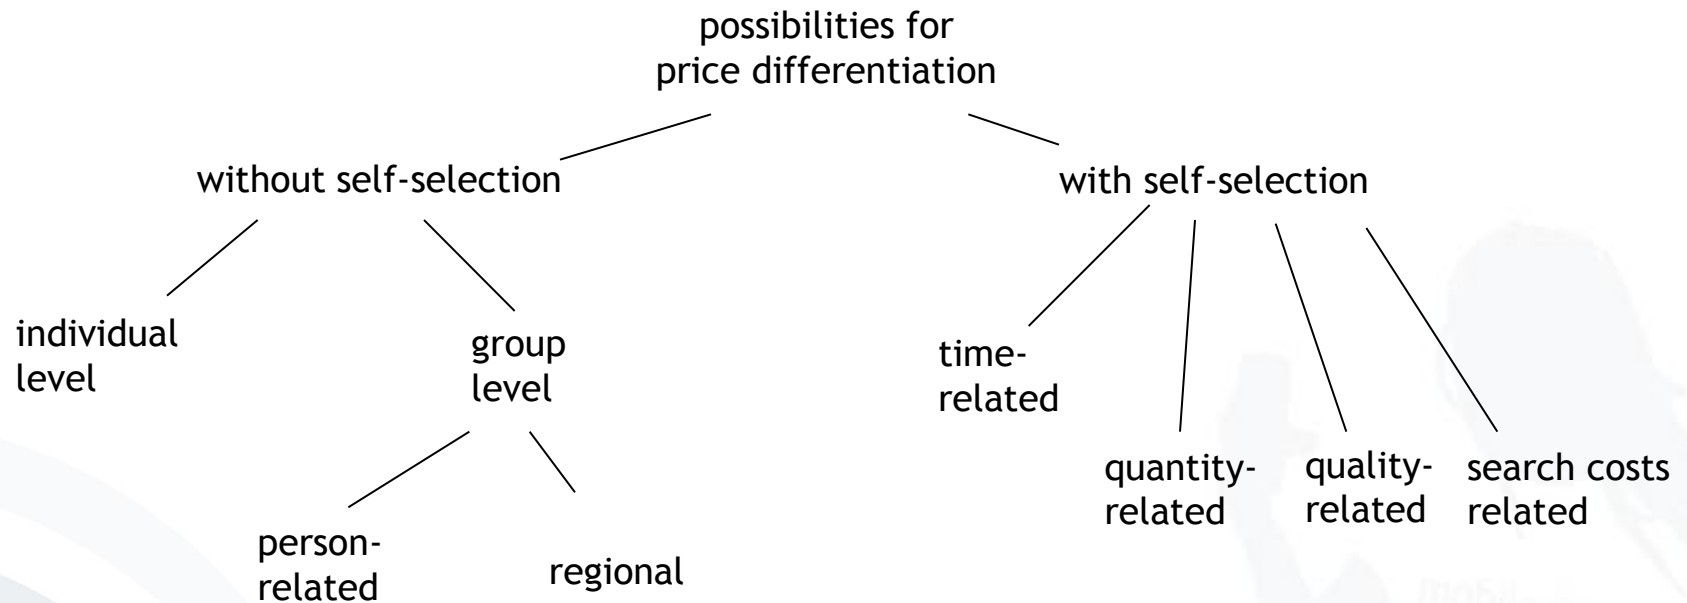 possibilities for
price differentiation
without self-selection
with self-selection
individual
level
group
level
time-
related
quantity-
related
quality-
related
search costs
related
person-
related
regional